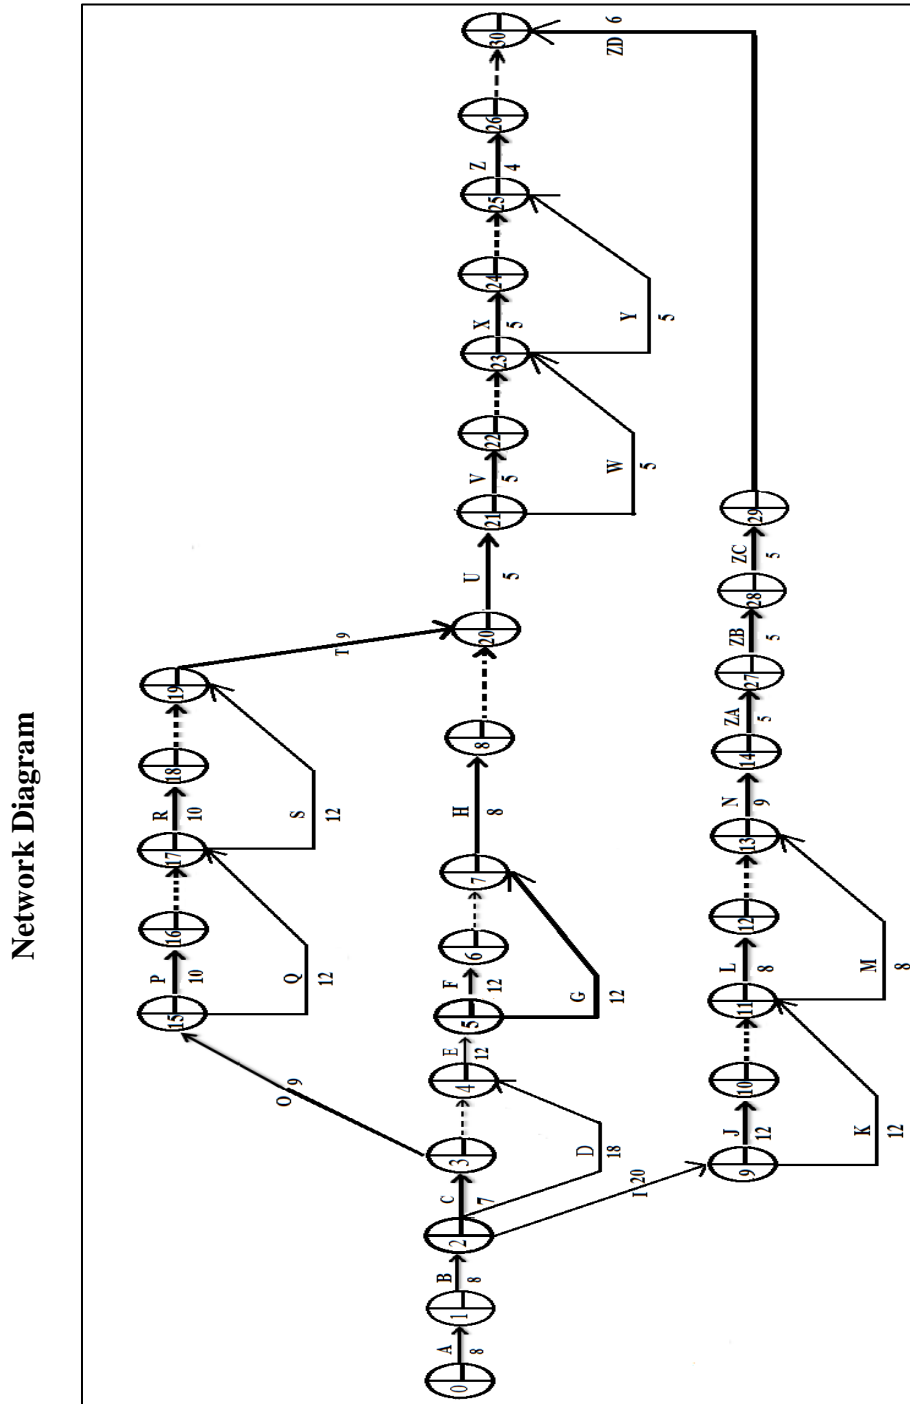 Network Diagram
0
A
8
1
B
8
2
C
7
3
4
E
12
5
F
12
6
7
H
8
8
20
U
5
21
V
5
22
23
X
5
24
25
Z
4
26
30
O 9
15
P
10
16
17
R
10
18
19
Q
12
S
12
T 9
D
18
G
12
W
5
Y
5
I 20
9
J
12
10
11
L
8
12
13
N
9
14
ZA
5
27
ZB
5
28
ZC
5
29
ZD 6
K
12
M
8